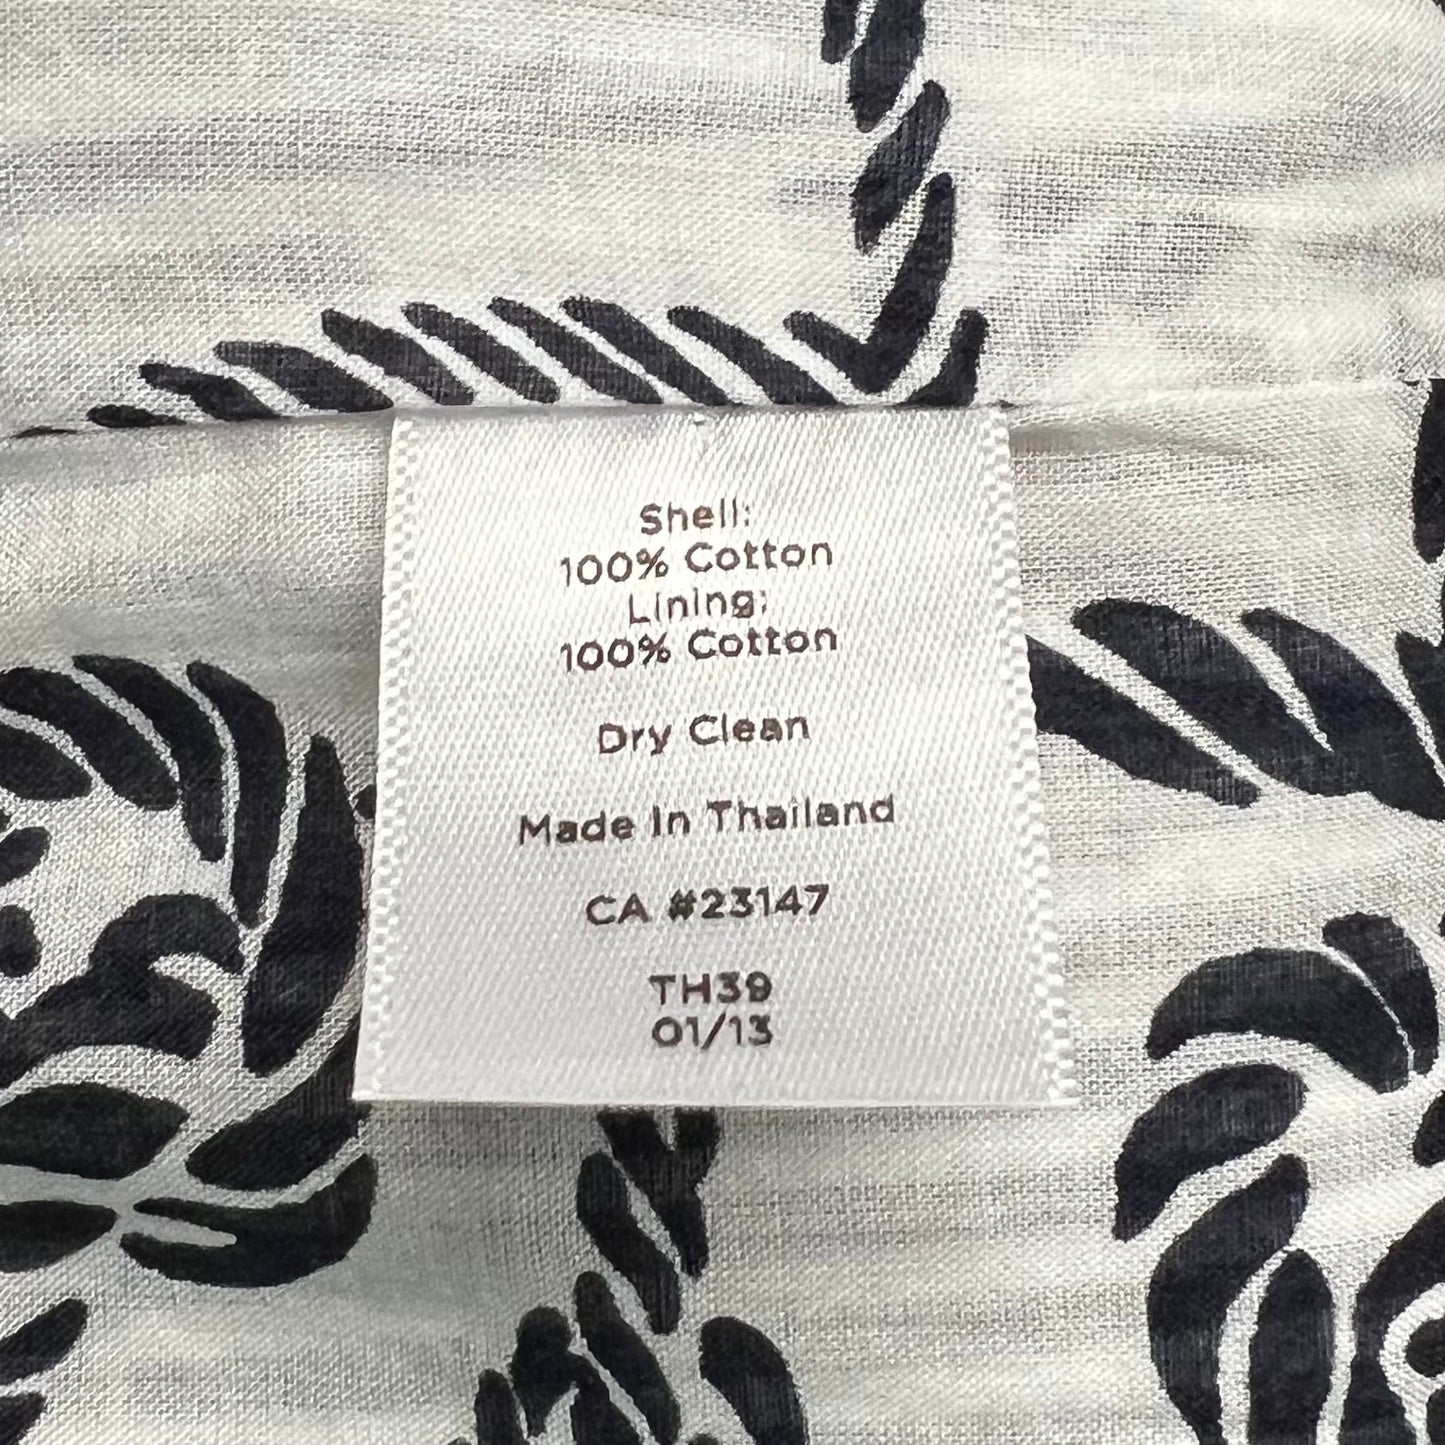 Shell:
100% Cotton
Lining:
100% Cotton
Dry Clean
Made In Thailand
CA #23147
TH39
01/13